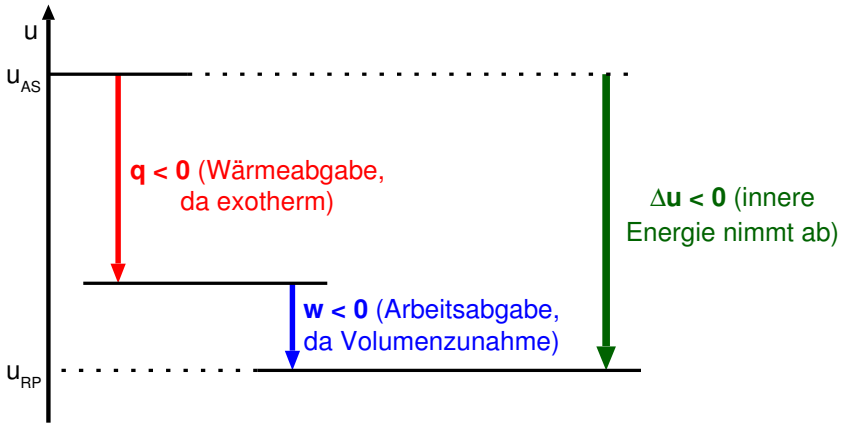 u
u_AS
q < 0 (Wärmeabgabe,
da exotherm)
Δu < 0 (innere
Energie nimmt ab)
w < 0 (Arbeitsabgabe,
da Volumenzunahme)
u_RP